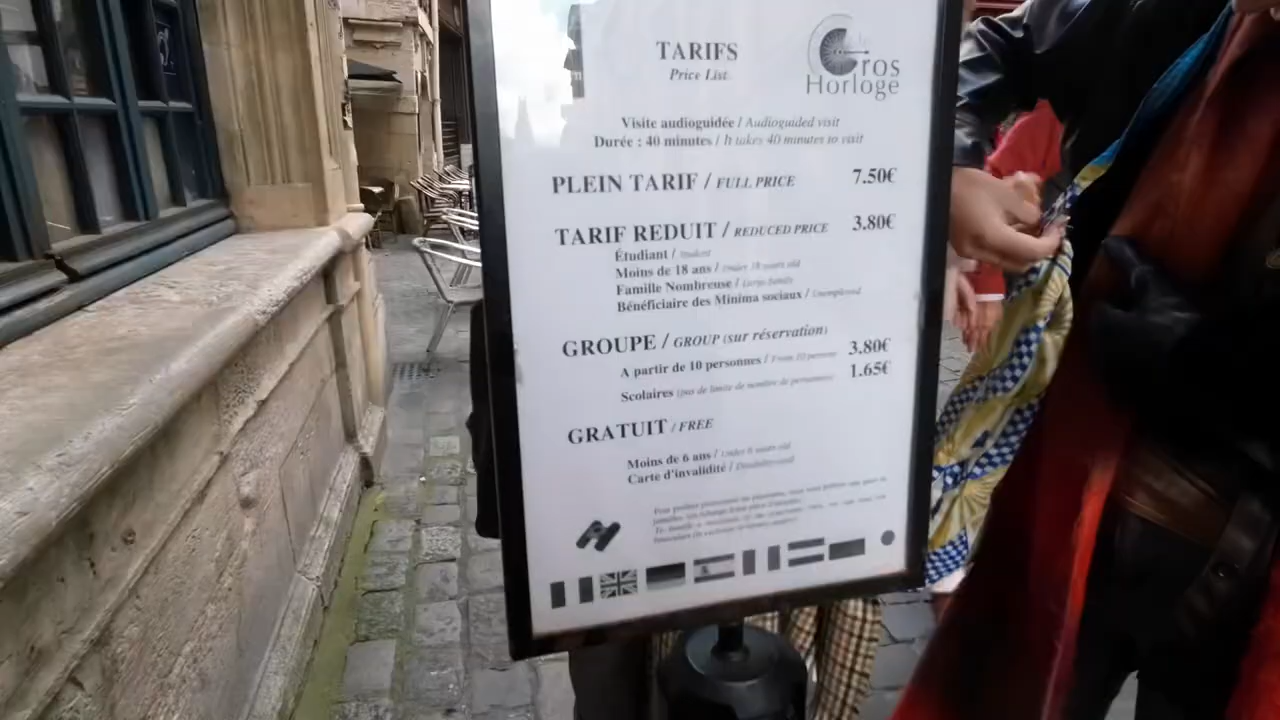 TARIFS
Price List
Gros
Horloge
Visite audioguidée / Audioguided visit
Durée : 40 minutes / It takes 40 minutes to visit
PLEIN TARIF / FULL PRICE 7.50€
TARIF REDUIT / REDUCED PRICE 3.80€
Étudiant / Student
Moins de 18 ans / Under 18 years old
Famille Nombreuse / Large family
Bénéficiaire des Minima sociaux / Unemployed
GROUPE / GROUP (sur réservation)
A partir de 10 personnes / From 10 persons 3.80€
Scolaires (pas de limite de nombre de personnes) 1.65€
GRATUIT / FREE
Moins de 6 ans / Under 6 years old
Carte d'invalidité / Disability card